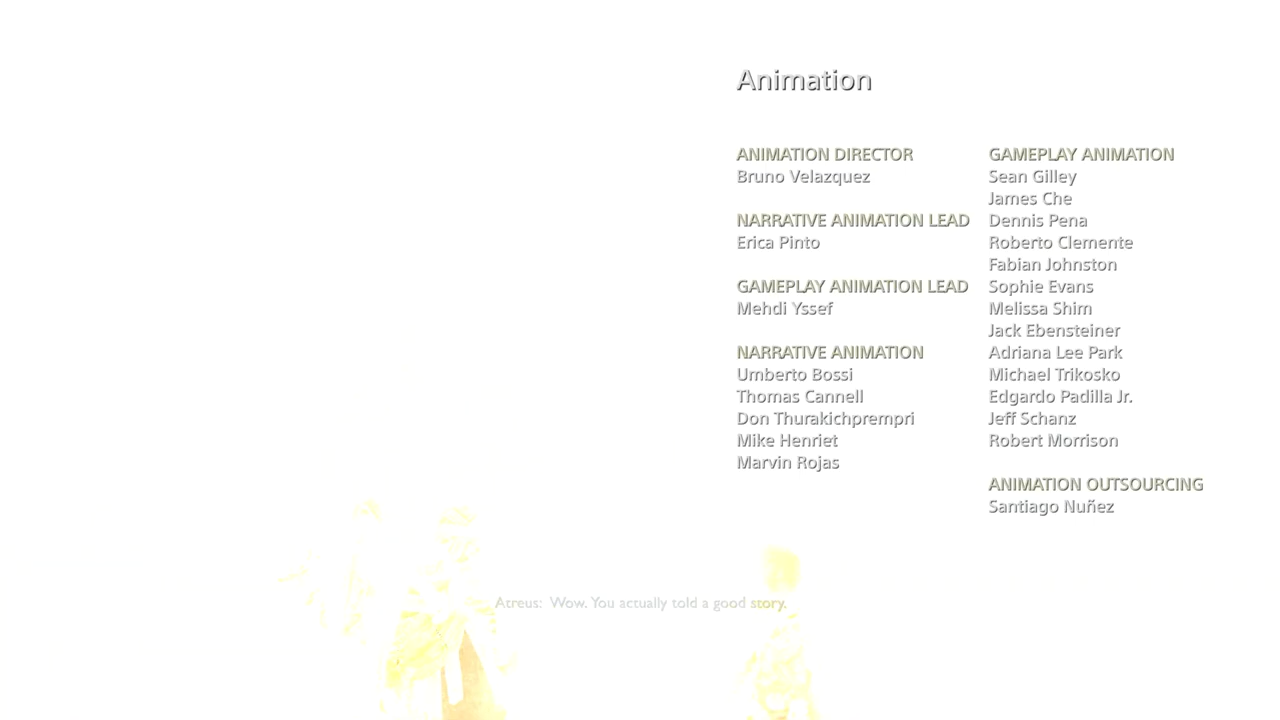 Animation
ANIMATION DIRECTOR
Bruno Velazquez
NARRATIVE ANIMATION LEAD
Erica Pinto
GAMEPLAY ANIMATION LEAD
Mehdi Yssef
NARRATIVE ANIMATION
Umberto Bossi
Thomas Cannell
Don Thurakichprempri
Mike Henriet
Marvin Rojas
GAMEPLAY ANIMATION
Sean Gilley
James Che
Dennis Pena
Roberto Clemente
Fabian Johnston
Sophie Evans
Melissa Shim
Jack Ebensteiner
Adriana Lee Park
Michael Trikosko
Edgardo Padilla Jr.
Jeff Schanz
Robert Morrison
ANIMATION OUTSOURCING
Santiago Nuñez
Atreus: Wow. You actually told a good story.